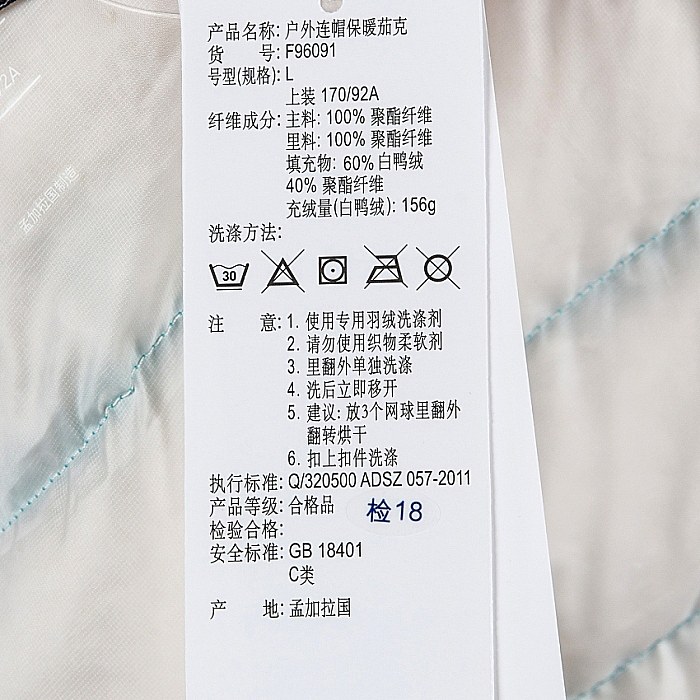 产品名称: 户外连帽保暖茄克
货 号: F96091
号型(规格): L
上装 170/92A
纤维成分: 主料: 100% 聚酯纤维
里料: 100% 聚酯纤维
填充物: 60% 白鸭绒
40% 聚酯纤维
充绒量(白鸭绒): 156g
洗涤方法:
30
注 意: 1. 使用专用羽绒洗涤剂
2. 请勿使用织物柔软剂
3. 里翻外单独洗涤
4. 洗后立即移开
5. 建议: 放3个网球里翻外
翻转烘干
6. 扣上扣件洗涤
执行标准: Q/320500 ADSZ 057-2011
产品等级: 合格品
检18
检验合格:
安全标准: GB 18401
C类
产 地: 孟加拉国
2A
孟加拉国制造